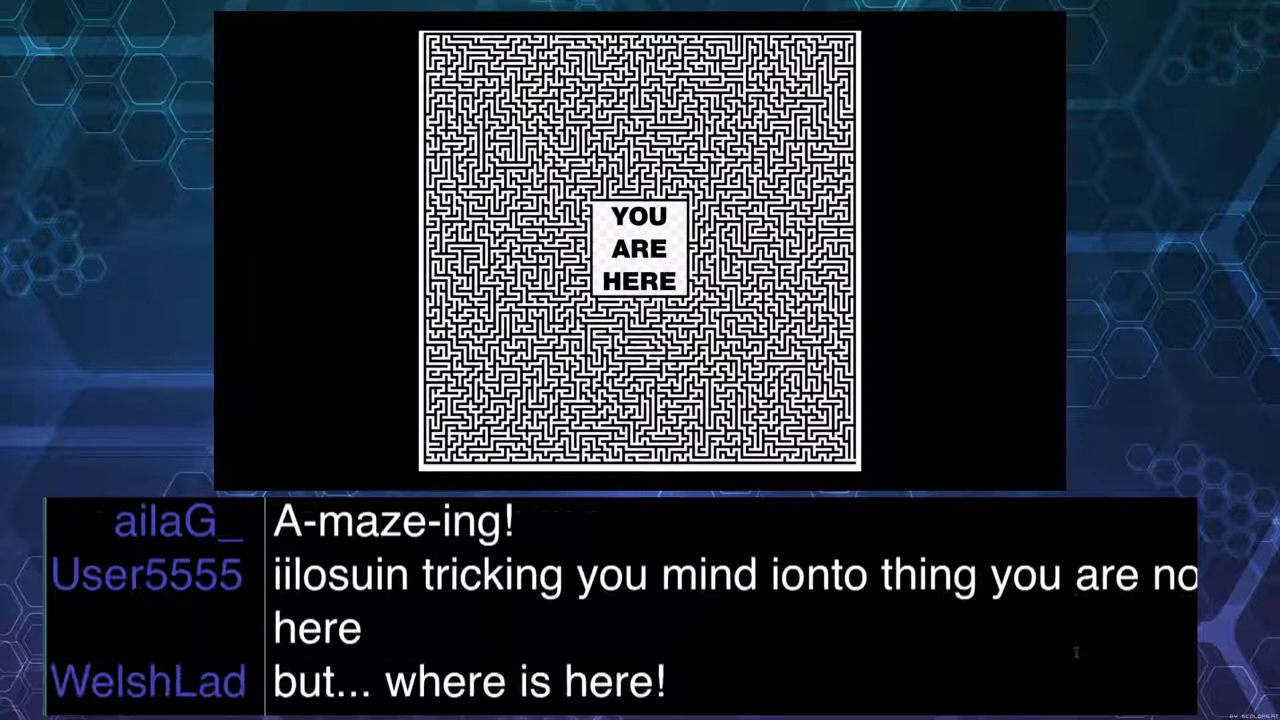 YOU
ARE
HERE
ailaG_ A-maze-ing!
User5555 iilosuin tricking you mind ionto thing you are no
here
WelshLad but... where is here!